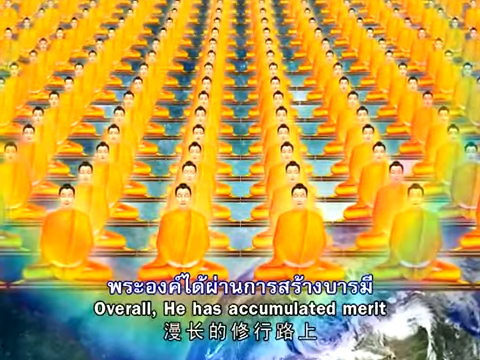 พระองค์ได้ผ่านการสร้างบารมี
Overall, He has accumulated merit
漫长的修行路上